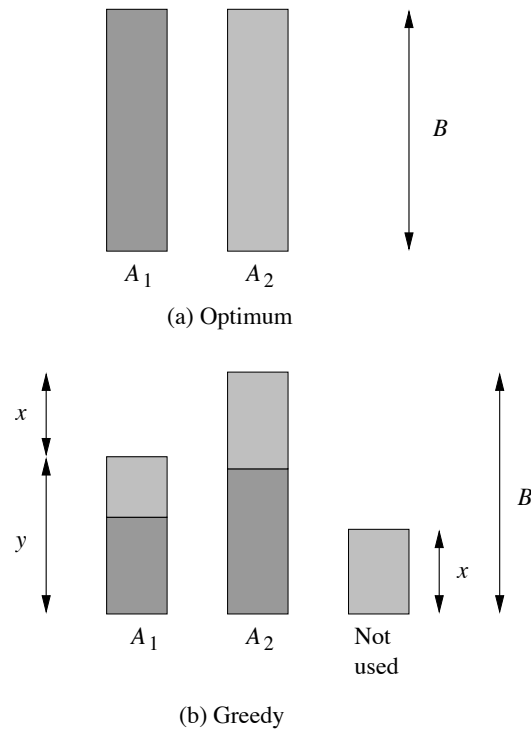 B
A1 A2
(a) Optimum
x
y
B
x
A1 A2 Not
used
(b) Greedy